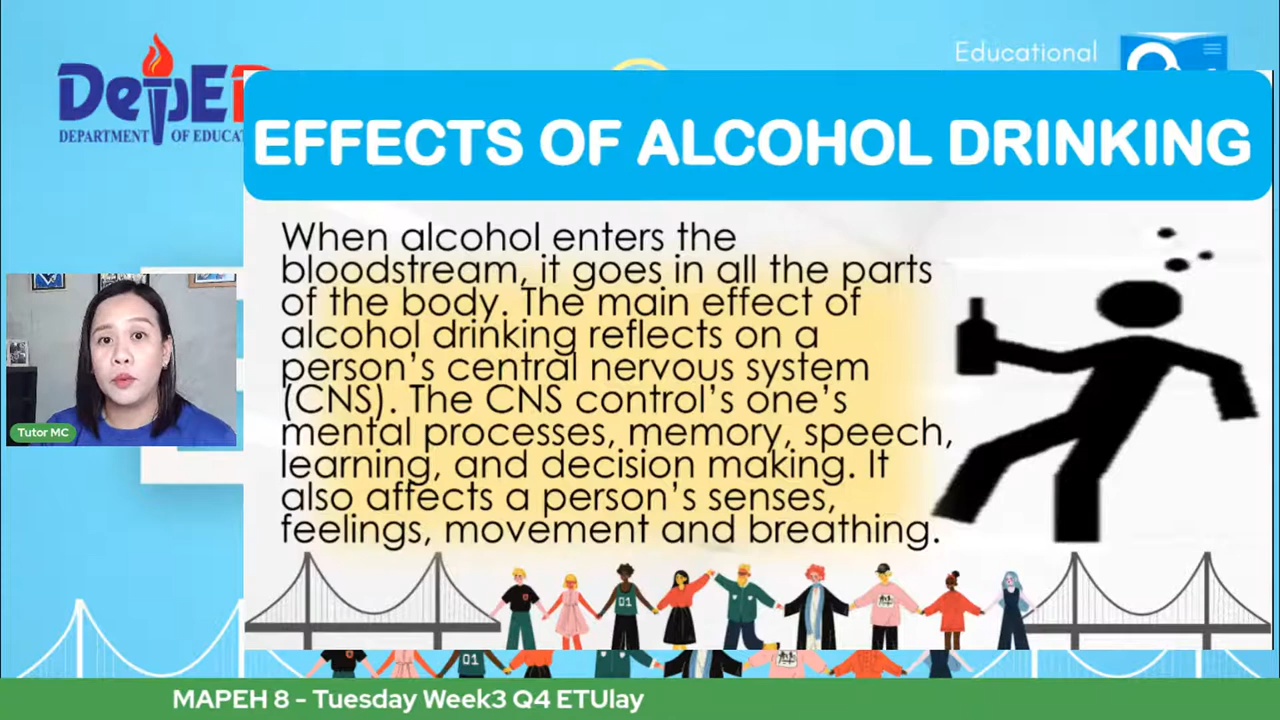 DepE
DEPARTMENT OF EDUCA
Educational
EFFECTS OF ALCOHOL DRINKING
When alcohol enters the
bloodstream, it goes in all the parts
of the body. The main effect of
alcohol drinking reflects on a
person's central nervous system
(CNS). The CNS control's one's
mental processes, memory, speech,
learning, and decision making. It
also affects a person's senses,
feelings, movement and breathing.
Tutor MC
01
01
MAPEH 8 - Tuesday Week3 Q4 ETUlay